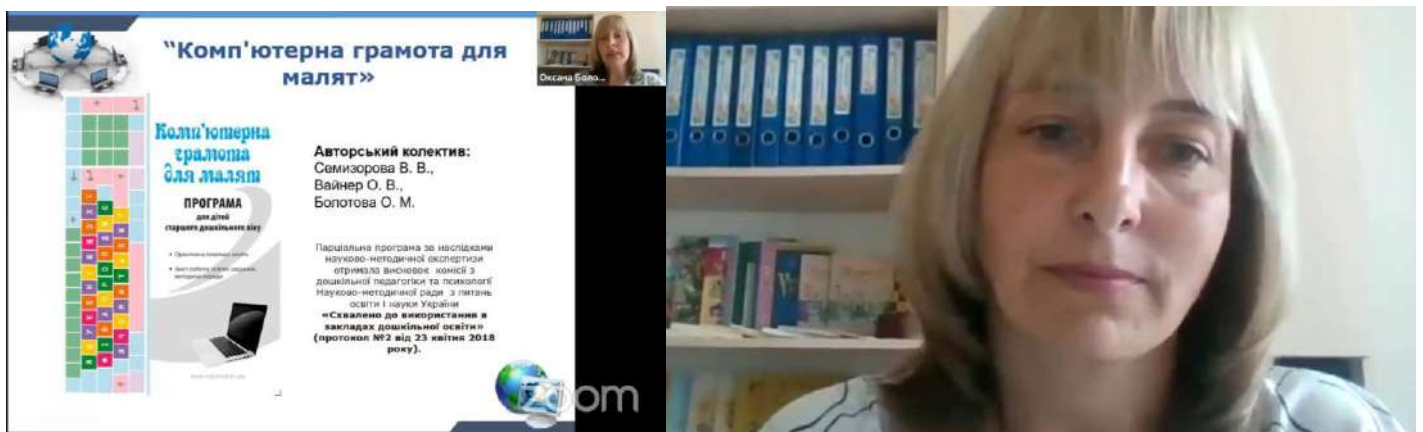 “Комп'ютерна грамота для
малят»
Оксана Боло...
Комп'ютерна
грамота
для малят
ПРОГРАМА
для дітей
старшого дошкільного віку
Авторський колектив:
Семизорова В. В.,
Вайнер О. В.,
Болотова О. М.
Парціальна програма за наслідками
науково-методичної експертизи
отримала висновок комісії з
дошкільної педагогіки та психології
Науково-методичної ради з питань
освіти і науки України
«Схвалено до використання в
закладах дошкільної освіти»
(протокол №2 від 23 квітня 2018
року).
zoom